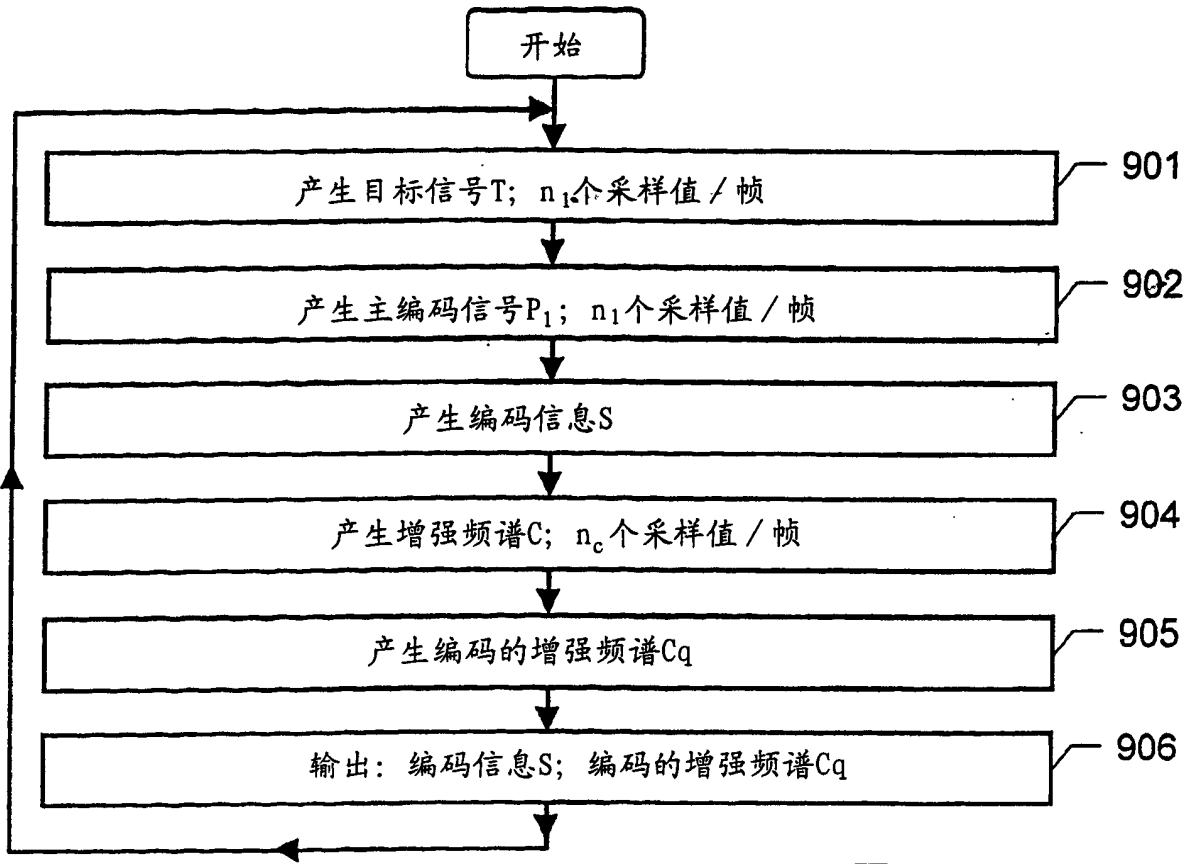 开始
产生目标信号T; n₁个采样值/帧
901
产生主编码信号P₁; n₁个采样值/帧
902
产生编码信息S
903
产生增强频谱C; n_c个采样值/帧
904
产生编码的增强频谱Cq
905
输出: 编码信息S; 编码的增强频谱Cq
906